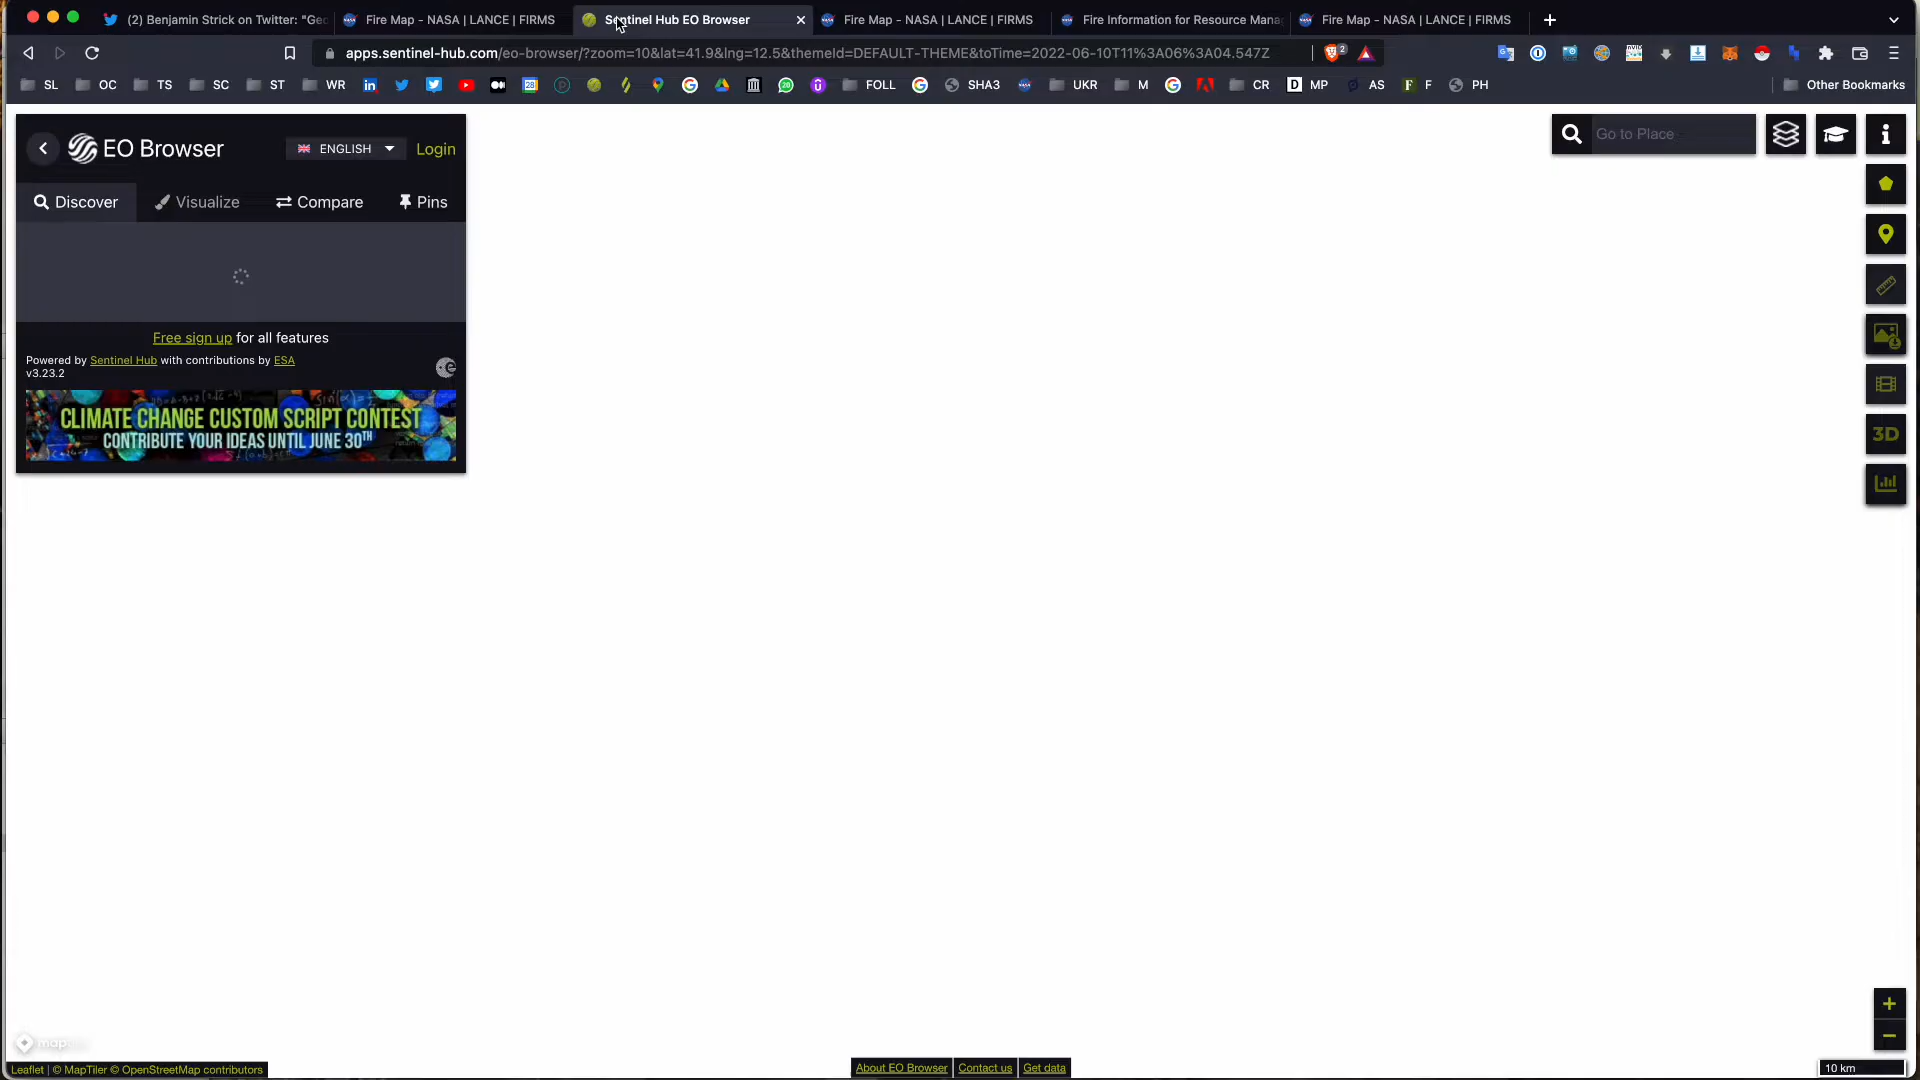 (2) Benjamin Strick on Twitter: "Geo
Fire Map - NASA | LANCE | FIRMS
Sentinel Hub EO Browser
Fire Map - NASA | LANCE | FIRMS
Fire Information for Resource Mana
Fire Map - NASA | LANCE | FIRMS
apps.sentinel-hub.com/eo-browser/?zoom=10&lat=41.9&lng=12.5&themeId=DEFAULT-THEME&toTime=2022-06-10T11%3A06%3A04.547Z
2
SL
OC
TS
SC
ST
WR
FOLL
SHA3
UKR
M
CR
MP
AS
F
PH
Other Bookmarks
EO Browser
ENGLISH
Login
Go to Place
Discover
Visualize
Compare
Pins
Free sign up for all features
Powered by Sentinel Hub with contributions by ESA
v3.23.2
CLIMATE CHANGE CUSTOM SCRIPT CONTEST
CONTRIBUTE YOUR IDEAS UNTIL JUNE 30TH
3D
Leaflet | © MapTiler © OpenStreetMap contributors
About EO Browser
Contact us
Get data
10 km